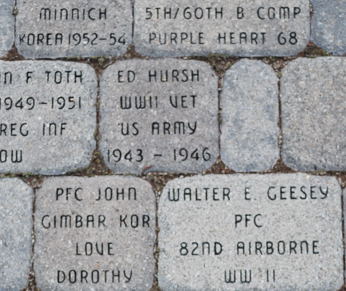 MINNICH
KOREA 1952-54
5TH/60TH B COMP
PURPLE HEART 68
N F TOTH
1949-1951
REG INF
OW
ED HURSH
WWII VET
US ARMY
1943 - 1946
PFC JOHN
GIMBAR KOR
LOVE
DOROTHY
WALTER E. GEESEY
PFC
82ND AIRBORNE
WW II